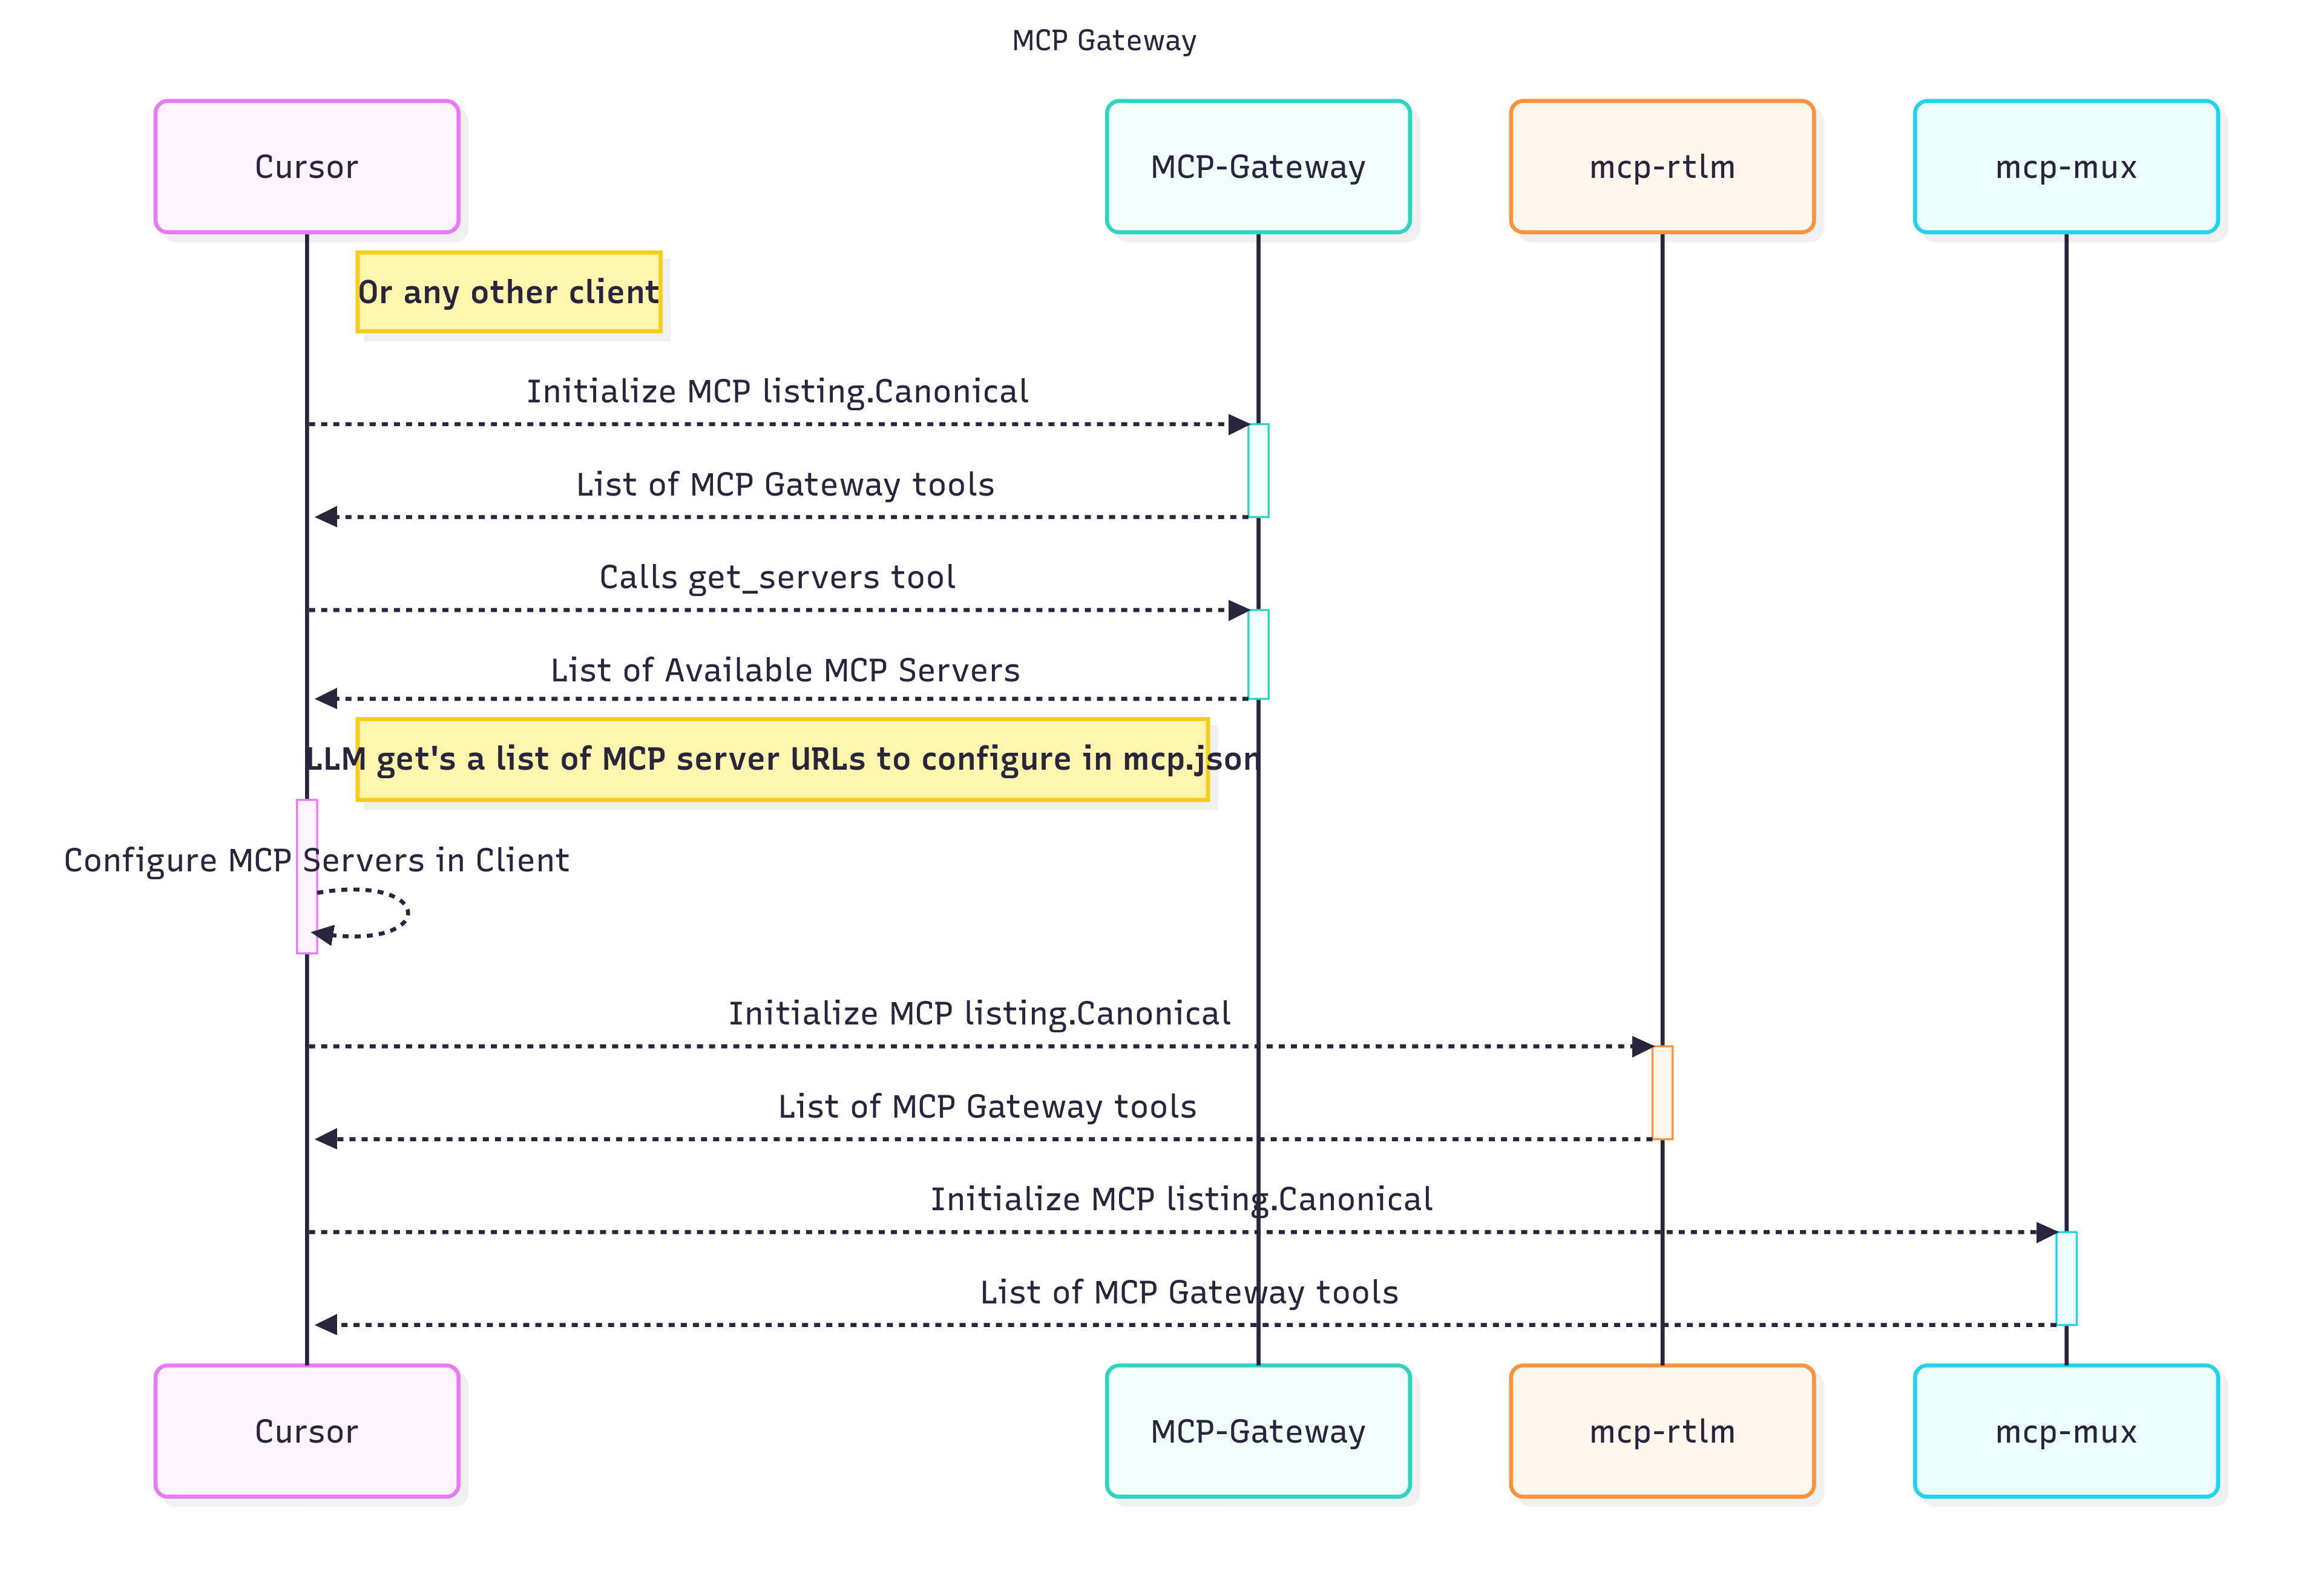 MCP Gateway
Cursor
MCP-Gateway
mcp-rtlm
mcp-mux
Or any other client
Initialize MCP listing.Canonical
List of MCP Gateway tools
Calls get_servers tool
List of Available MCP Servers
LLM get's a list of MCP server URLs to configure in mcp.json
Configure MCP Servers in Client
Initialize MCP listing.Canonical
List of MCP Gateway tools
Initialize MCP listing.Canonical
List of MCP Gateway tools
Cursor
MCP-Gateway
mcp-rtlm
mcp-mux